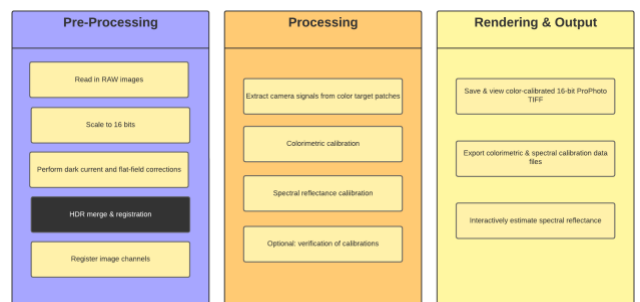 Pre-Processing
Read in RAW images
Scale to 16 bits
Perform dark current and flat-field corrections
HDR merge & registration
Register image channels
Processing
Extract camera signals from color target patches
Colorimetric calibration
Spectral reflectance calibration
Optional: verification of calibrations
Rendering & Output
Save & view color-calibrated 16-bit ProPhoto
TIFF
Export colorimetric & spectral calibration data
files
Interactively estimate spectral reflectance